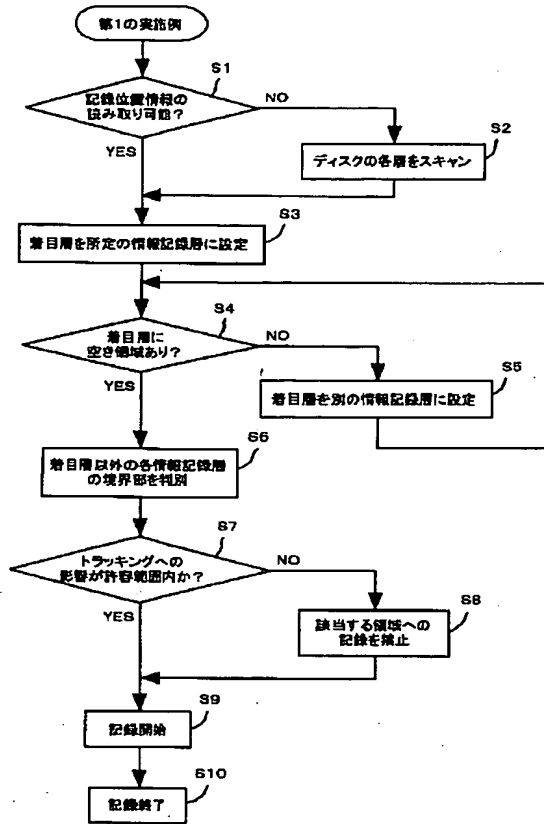 第1の実施例
S1
記録位置情報の
読み取り可能？
NO
YES
S2
ディスクの各層をスキャン
S3
着目層を所定の情報記録層に設定
S4
着目層に
空き領域あり？
NO
YES
S5
着目層を別の情報記録層に設定
S6
着目層以外の各情報記録層
の境界部を判別
S7
トラッキングへの
影響が許容範囲内か？
NO
YES
S8
該当する領域への
記録を禁止
S9
記録開始
S10
記録終了